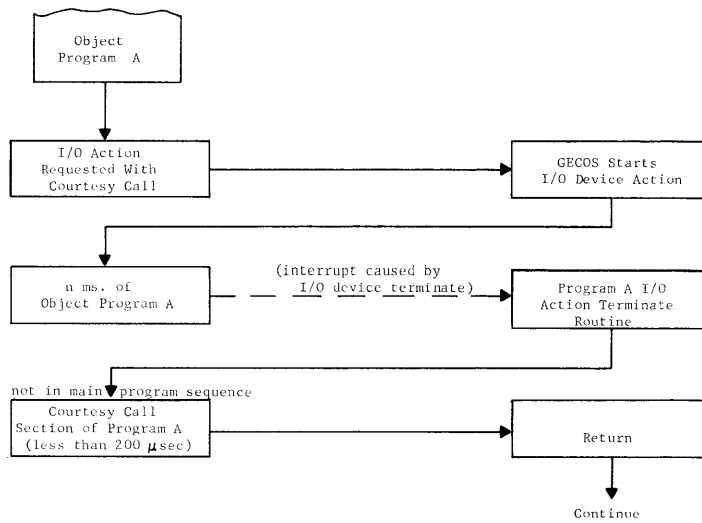 Object
Program A
I/O Action
Requested With
Courtesy Call
GECOS Starts
I/O Device Action
n ms. of
Object Program A
(interrupt caused by
I/O device terminate)
Program A I/O
Action Terminate
Routine
not in main program sequence
Courtesy Call
Section of Program A
(less than 200 μsec)
Return
Continue